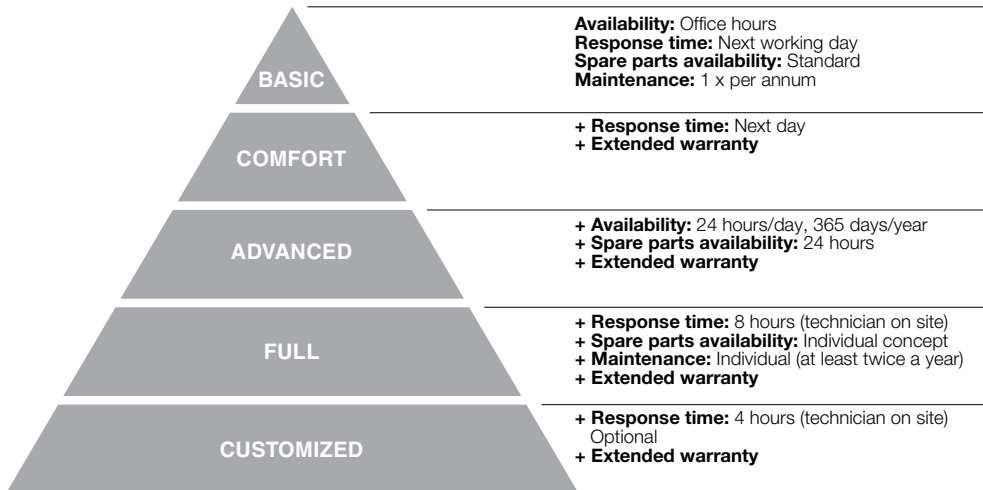 BASIC
Availability: Office hours
Response time: Next working day
Spare parts availability: Standard
Maintenance: 1 x per annum
COMFORT
+ Response time: Next day
+ Extended warranty
ADVANCED
+ Availability: 24 hours/day, 365 days/year
+ Spare parts availability: 24 hours
+ Extended warranty
FULL
+ Response time: 8 hours (technician on site)
+ Spare parts availability: Individual concept
+ Maintenance: Individual (at least twice a year)
+ Extended warranty
CUSTOMIZED
+ Response time: 4 hours (technician on site)
Optional
+ Extended warranty